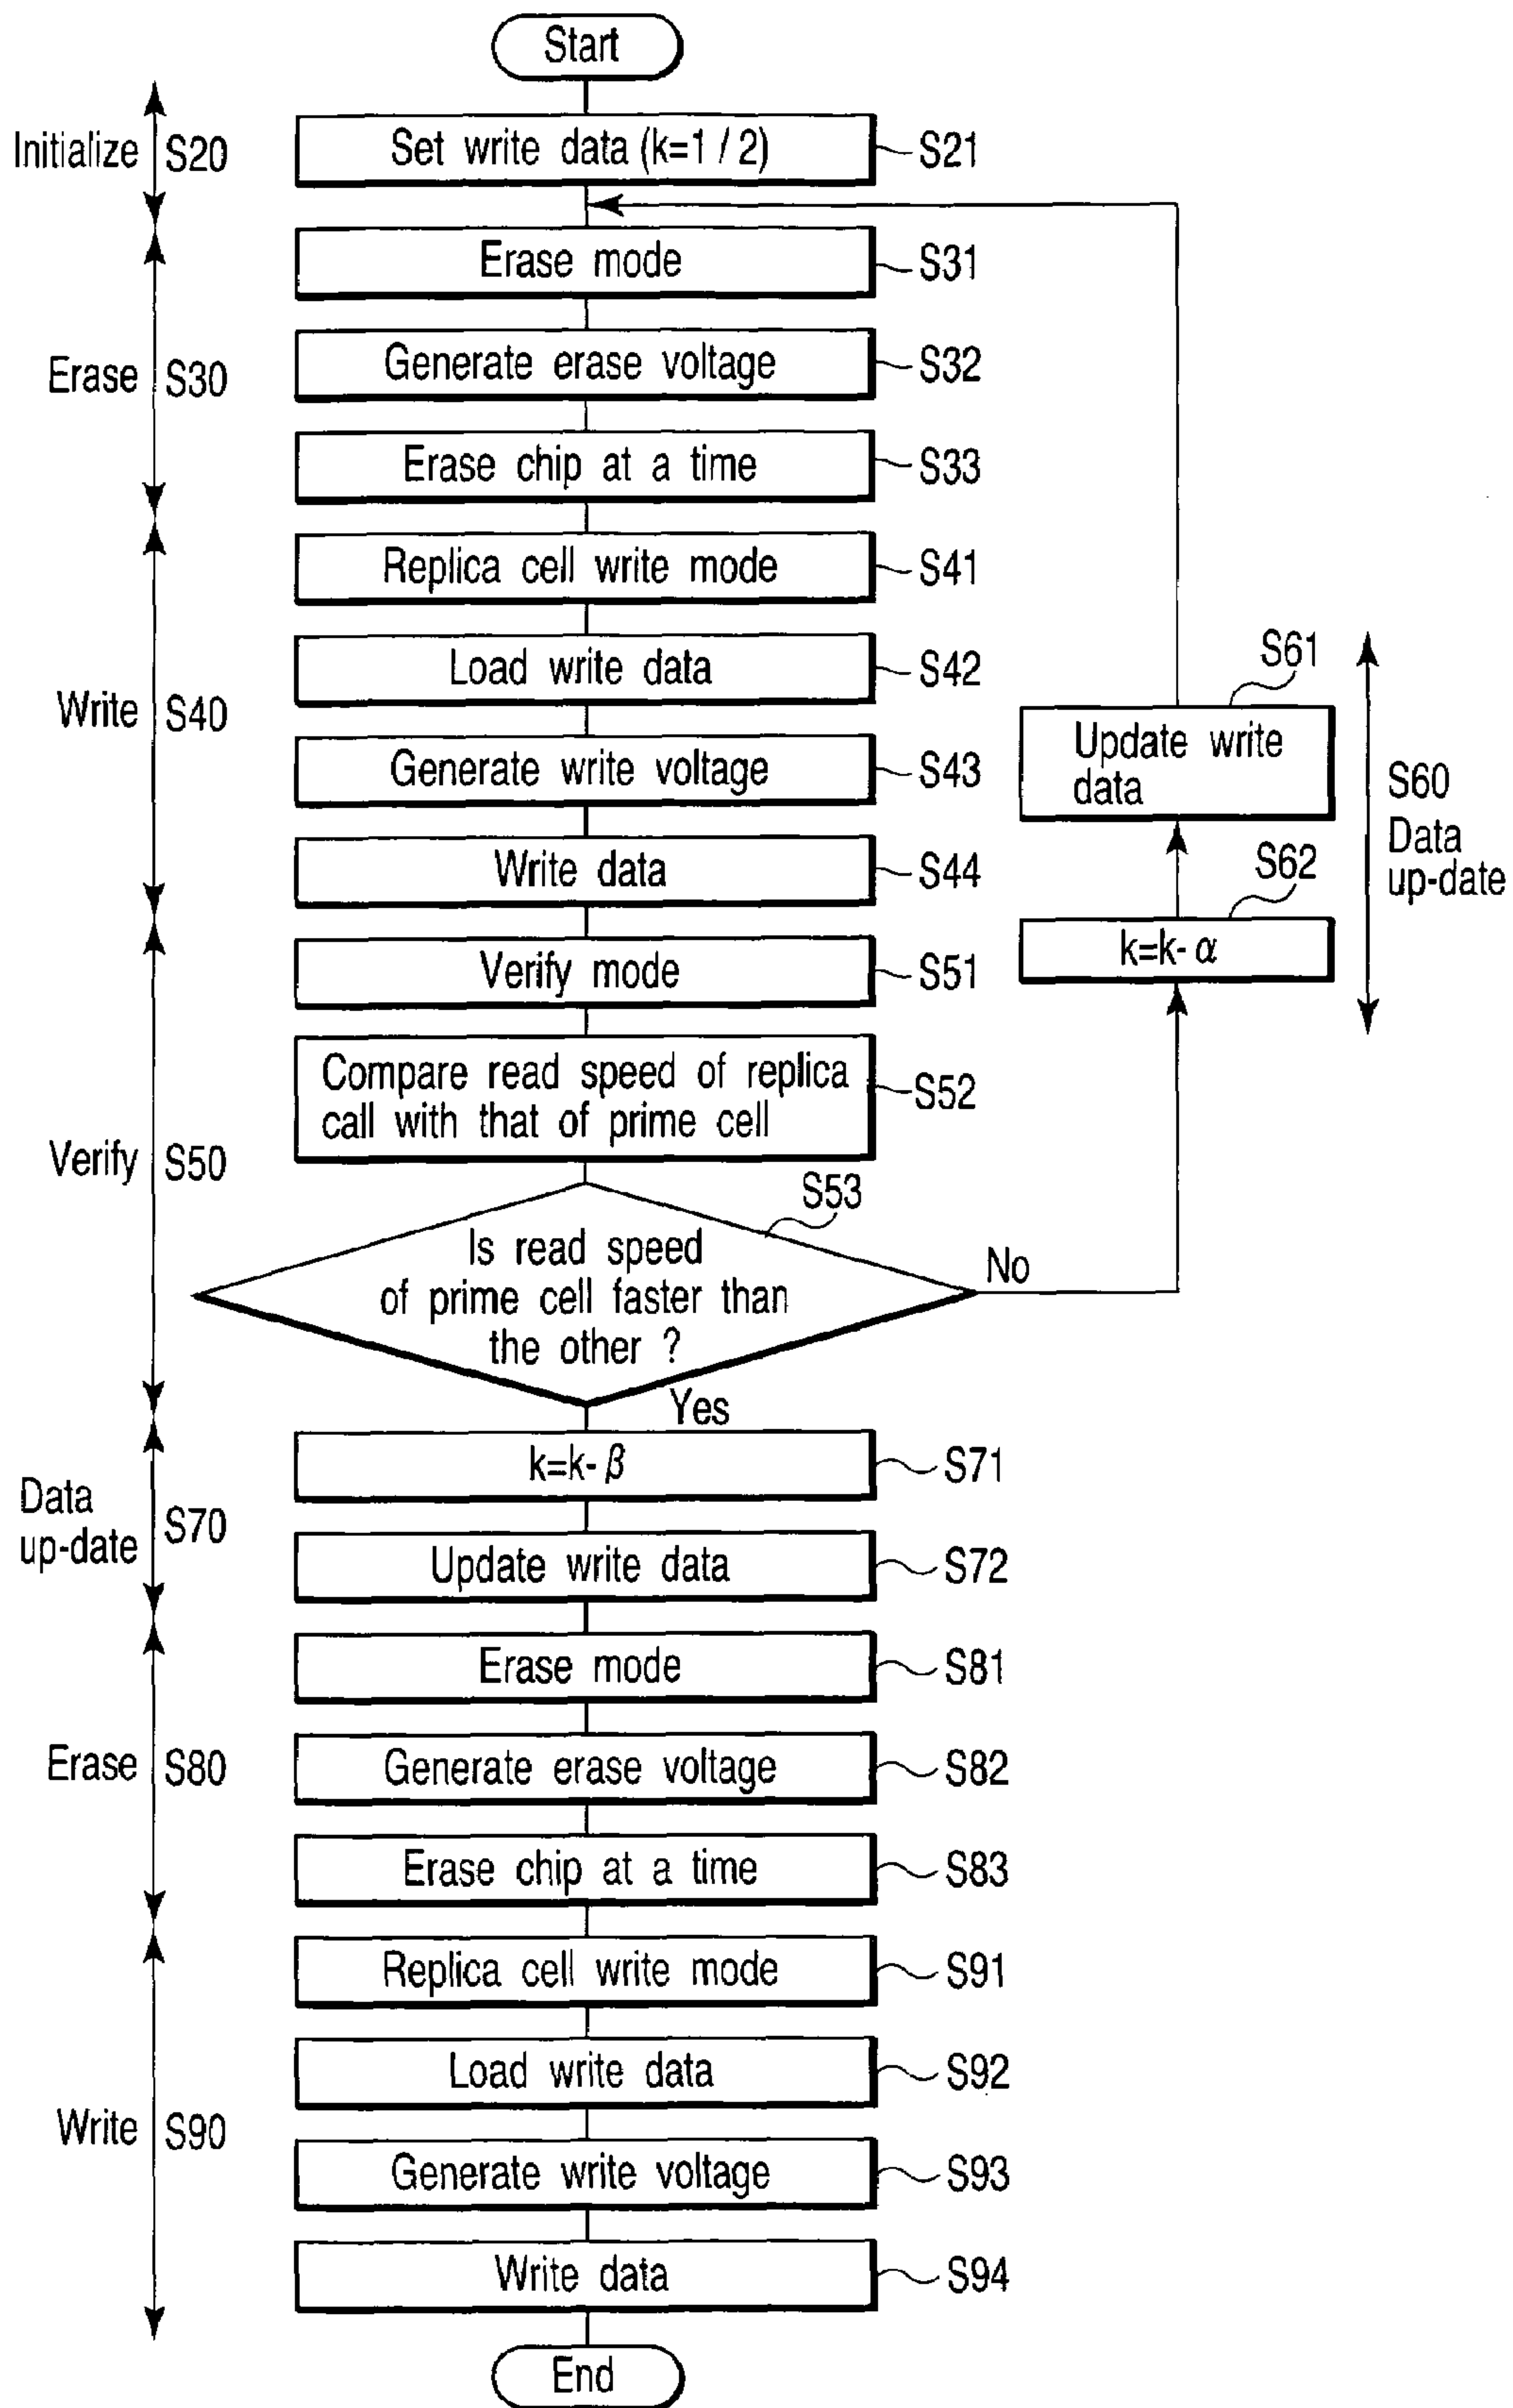 Start
Initialize
S20
Set write data (k=1 / 2)
S21
Erase mode
S31
Erase
S30
Generate erase voltage
S32
Erase chip at a time
S33
Replica cell write mode
S41
Load write data
S42
Write
S40
Generate write voltage
S43
Write data
S44
S61
Update write
data
S60
Data
up-date
S62
k=k- α
Verify mode
S51
Compare read speed of replica
call with that of prime cell
S52
Verify
S50
S53
Is read speed
of prime cell faster than
the other ?
No
Yes
k=k- β
S71
Data
up-date
S70
Update write data
S72
Erase mode
S81
Erase
S80
Generate erase voltage
S82
Erase chip at a time
S83
Replica cell write mode
S91
Load write data
S92
Write
S90
Generate write voltage
S93
Write data
S94
End